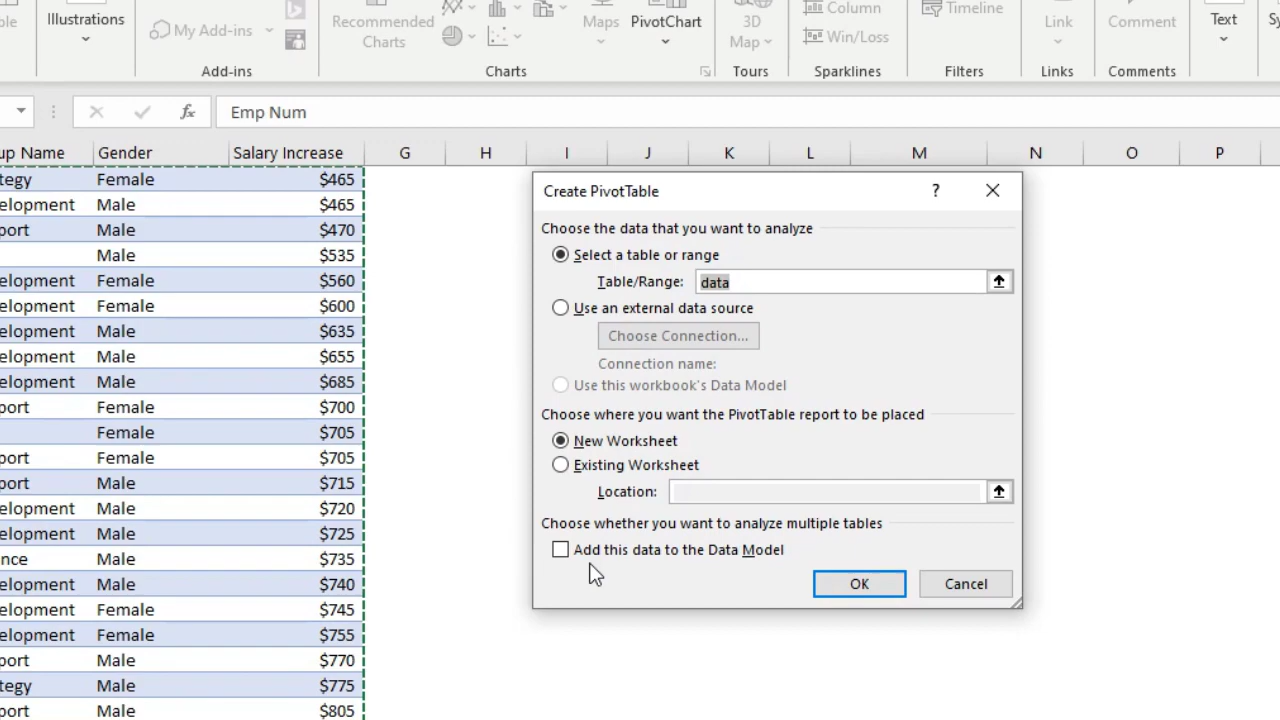 Illustrations
My Add-ins
Recommended
Charts
Maps
PivotChart
3D
Map
Column
Win/Loss
Timeline
Link
Comment
Text
Add-ins
Charts
Tours
Sparklines
Filters
Links
Comments
fx
Emp Num
up Name Gender Salary Increase G H I J K L M N O P
tegy Female $465
elopment Male $465
port Male $470
Male $535
elopment Female $560
elopment Female $600
elopment Male $635
elopment Male $655
elopment Male $685
port Female $700
Female $705
port Female $705
port Male $715
elopment Male $720
elopment Male $725
nce Male $735
elopment Male $740
elopment Female $745
elopment Female $755
port Male $770
tegy Male $775
port Male $805
Create PivotTable ?
Choose the data that you want to analyze
Select a table or range
Table/Range: data
Use an external data source
Choose Connection...
Connection name:
Use this workbook's Data Model
Choose where you want the PivotTable report to be placed
New Worksheet
Existing Worksheet
Location:
Choose whether you want to analyze multiple tables
Add this data to the Data Model
OK Cancel